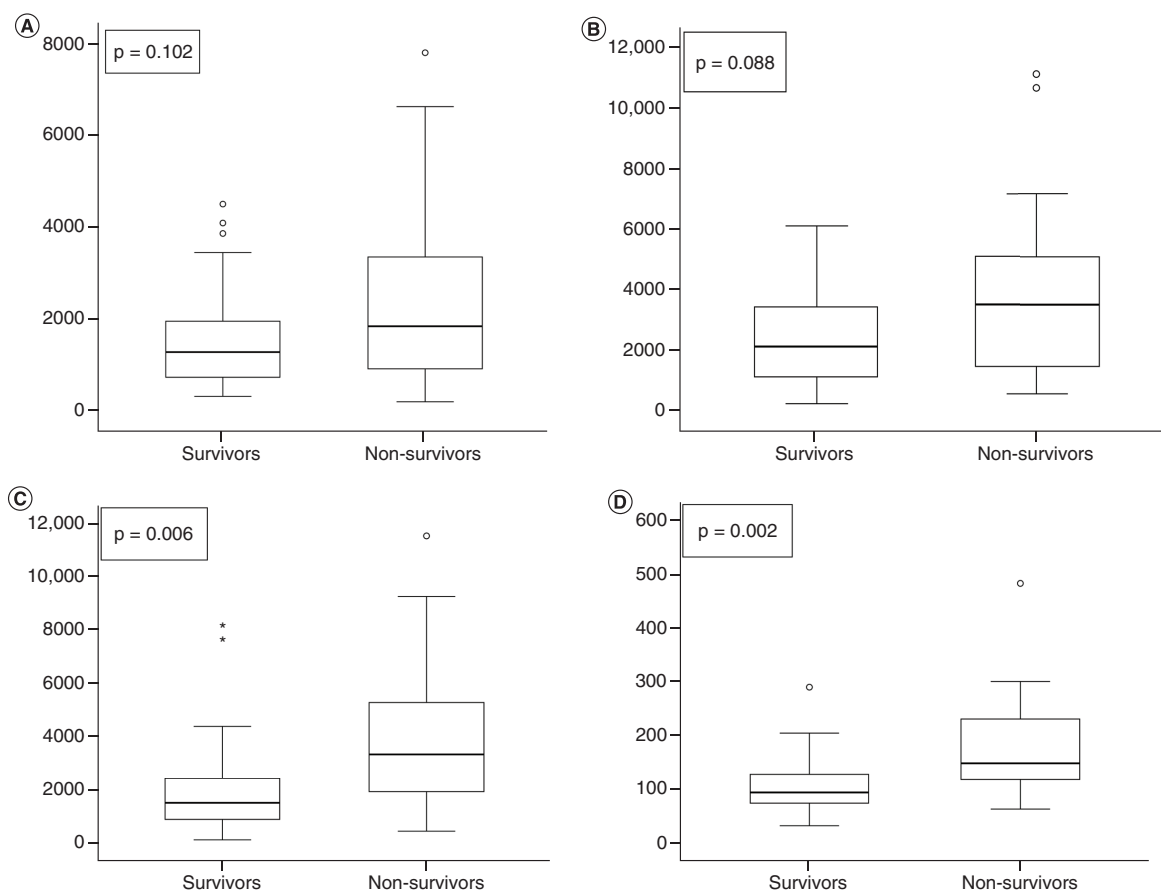 A
p = 0.102
8000
6000
4000
2000
0
Survivors Non-survivors
B
p = 0.088
12,000
10,000
8000
6000
4000
2000
0
Survivors Non-survivors
C
p = 0.006
12,000
10,000
8000
6000
4000
2000
0
Survivors Non-survivors
D
p = 0.002
600
500
400
300
200
100
0
Survivors Non-survivors